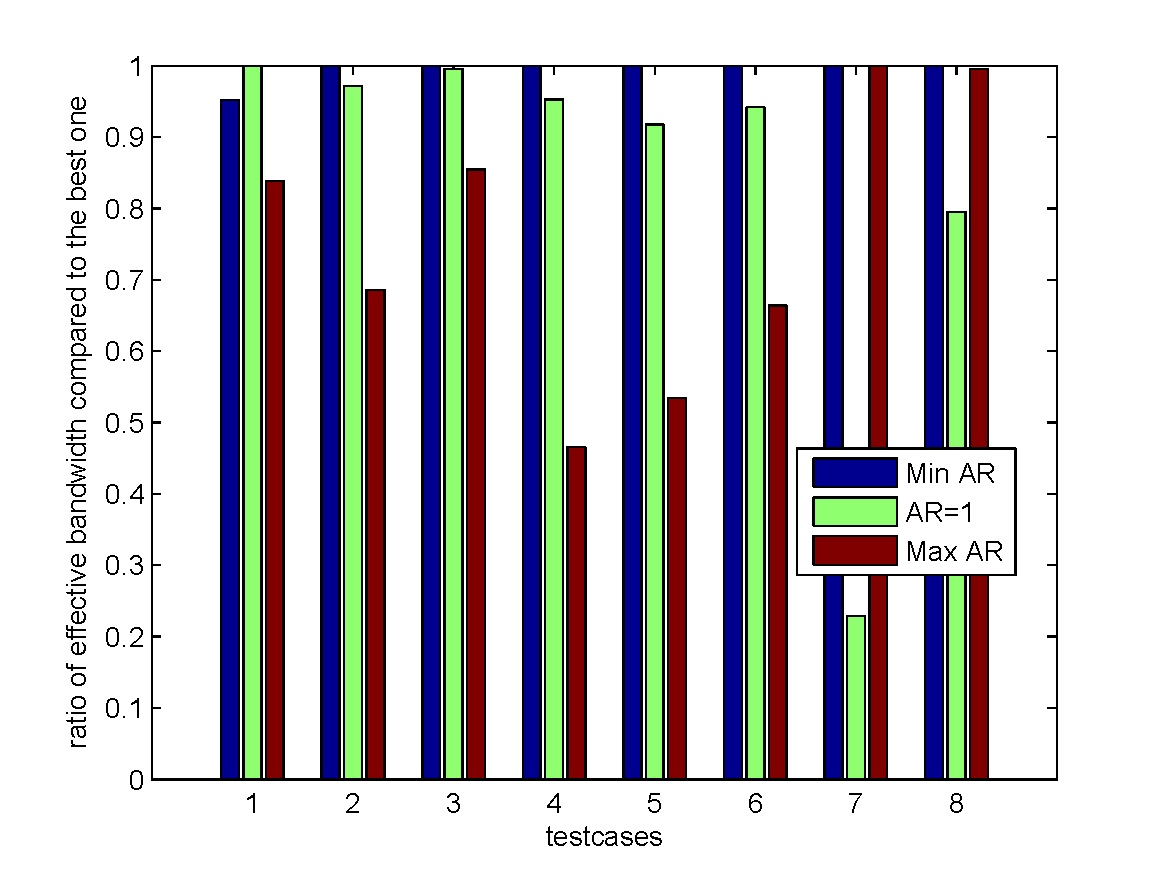 ratio of effective bandwidth compared to the best one
1
0.9
0.8
0.7
0.6
0.5
0.4
0.3
0.2
0.1
0
Min AR
AR=1
Max AR
1 2 3 4 5 6 7 8
testcases